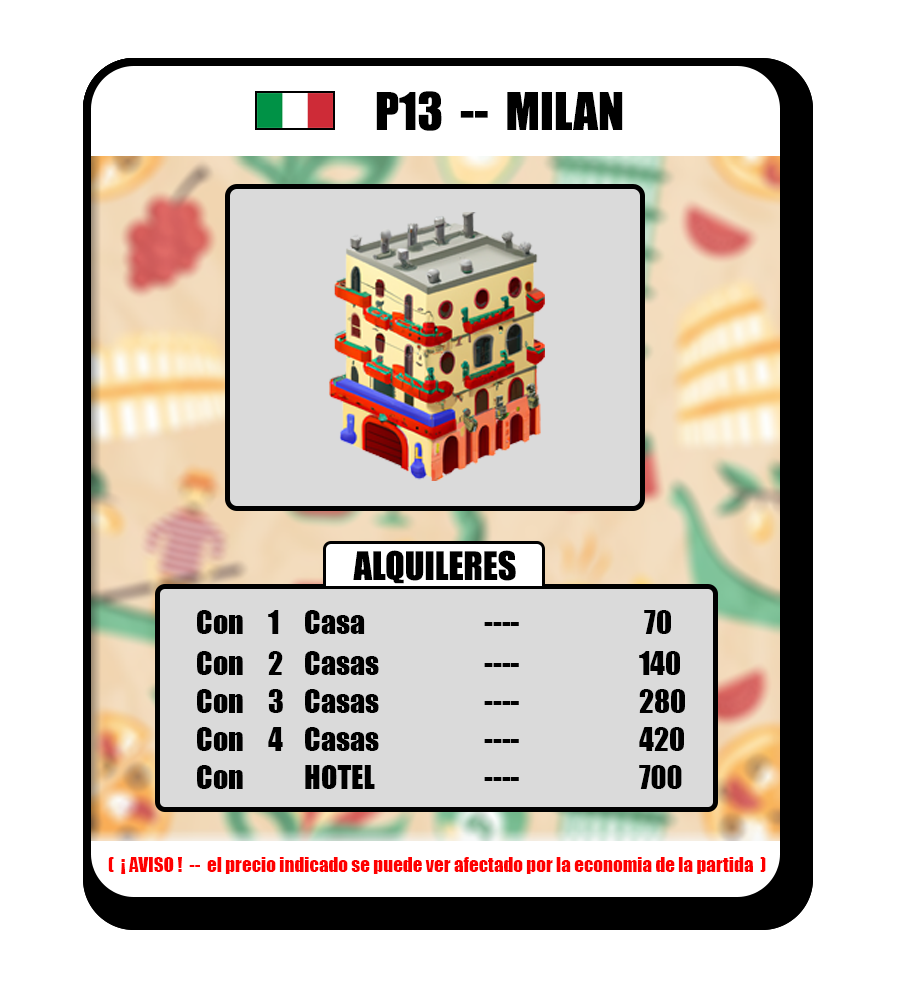 P13 -- MILAN
ALQUILERES
Con 1 Casa ---- 70
Con 2 Casas ---- 140
Con 3 Casas ---- 280
Con 4 Casas ---- 420
Con HOTEL ---- 700
( ¡ AVISO ! -- el precio indicado se puede ver afectado por la economia de la partida )